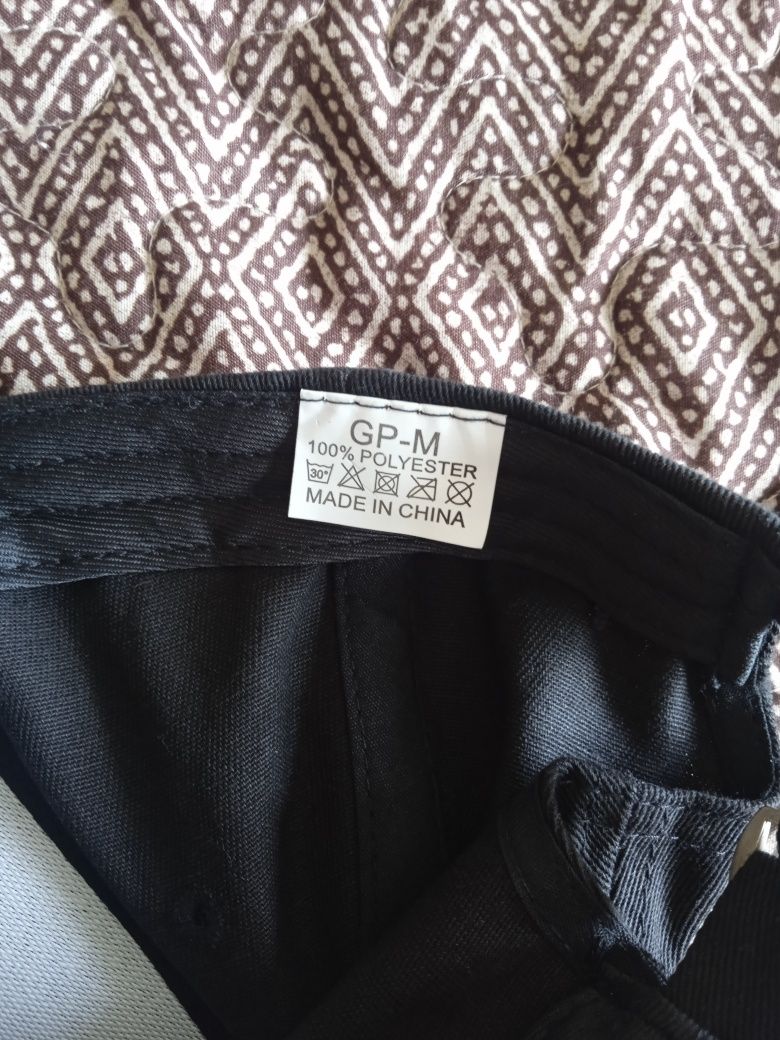 GP-M
100% POLYESTER
30°
MADE IN CHINA